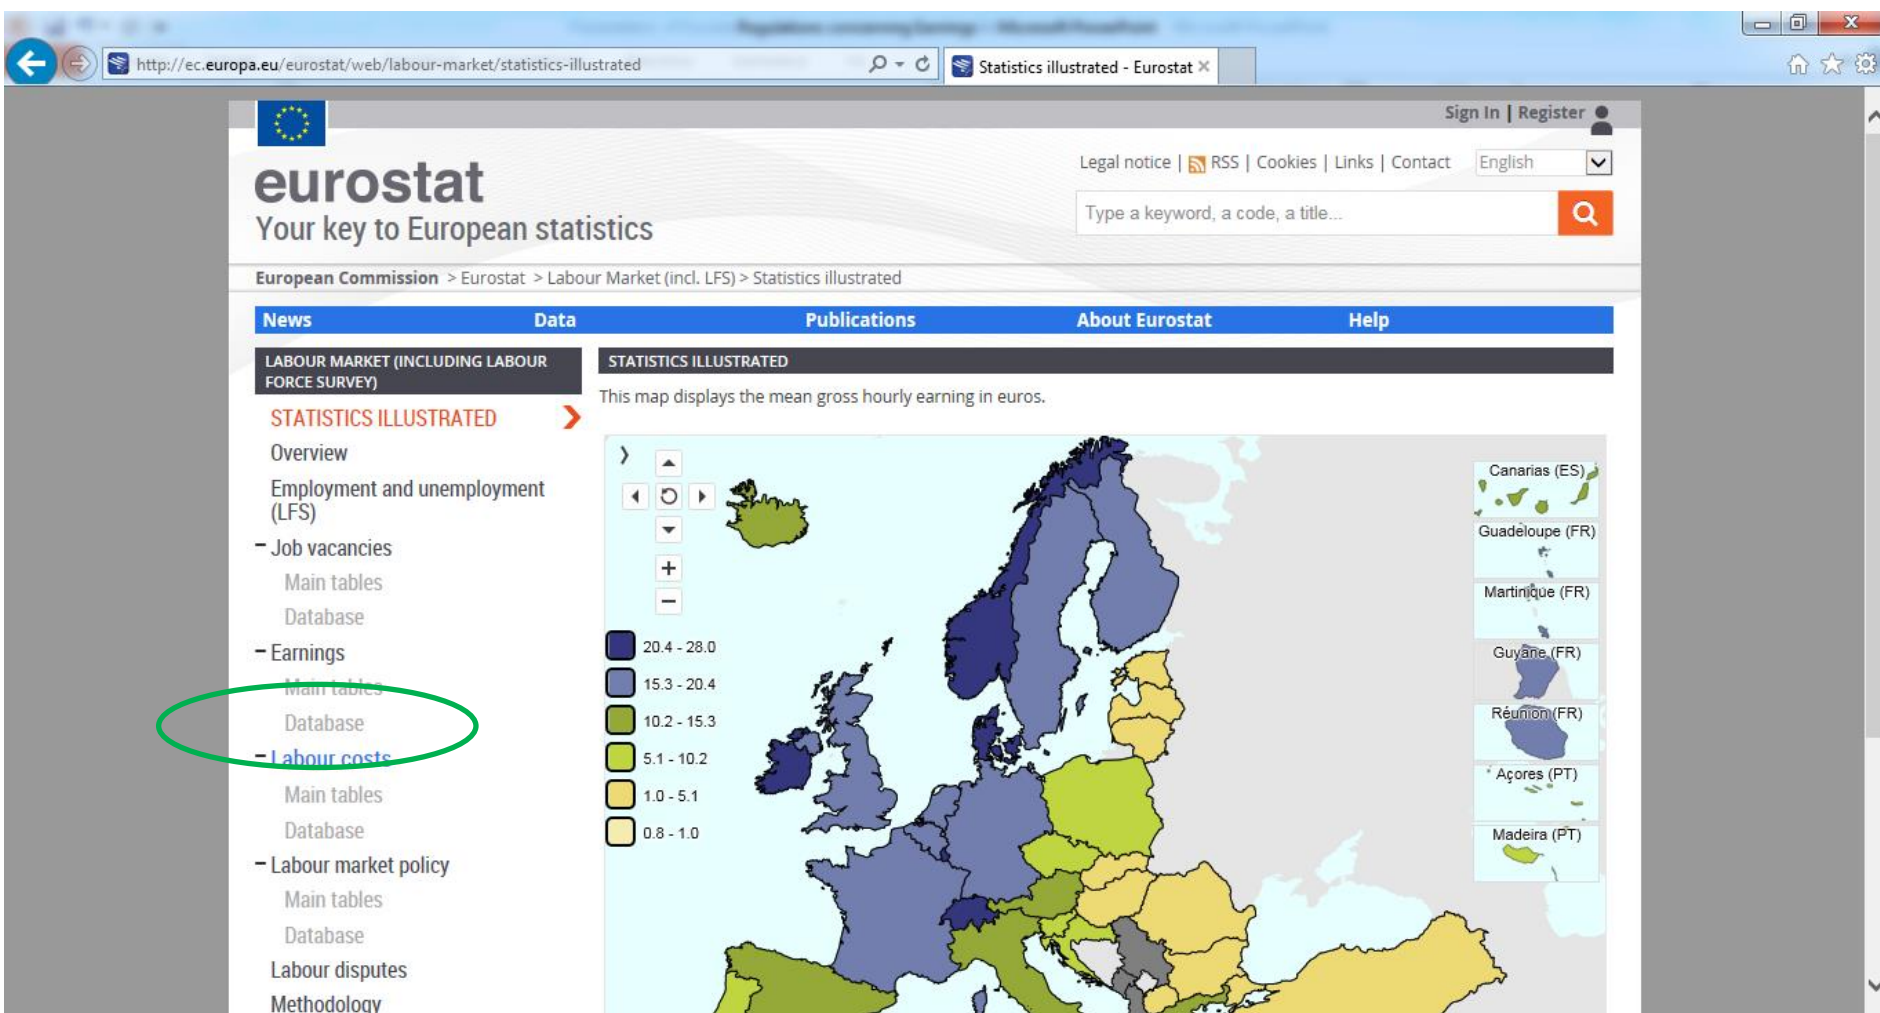 http://ec.europa.eu/eurostat/web/labour-market/statistics-illustrated
Statistics illustrated - Eurostat
Sign In | Register
Legal notice | RSS | Cookies | Links | Contact
English
eurostat
Your key to European statistics
Type a keyword, a code, a title...
European Commission > Eurostat > Labour Market (incl. LFS) > Statistics illustrated
News Data Publications About Eurostat Help
LABOUR MARKET (INCLUDING LABOUR
FORCE SURVEY)
STATISTICS ILLUSTRATED
Overview
Employment and unemployment
(LFS)
Job vacancies
Main tables
Database
Earnings
Main tables
Database
Labour costs
Main tables
Database
Labour market policy
Main tables
Database
Labour disputes
Methodology
STATISTICS ILLUSTRATED
This map displays the mean gross hourly earning in euros.
20.4 - 28.0
15.3 - 20.4
10.2 - 15.3
5.1 - 10.2
1.0 - 5.1
0.8 - 1.0
Canarias (ES)
Guadeloupe (FR)
Martinique (FR)
Guyane (FR)
Réunion (FR)
Açores (PT)
Madeira (PT)